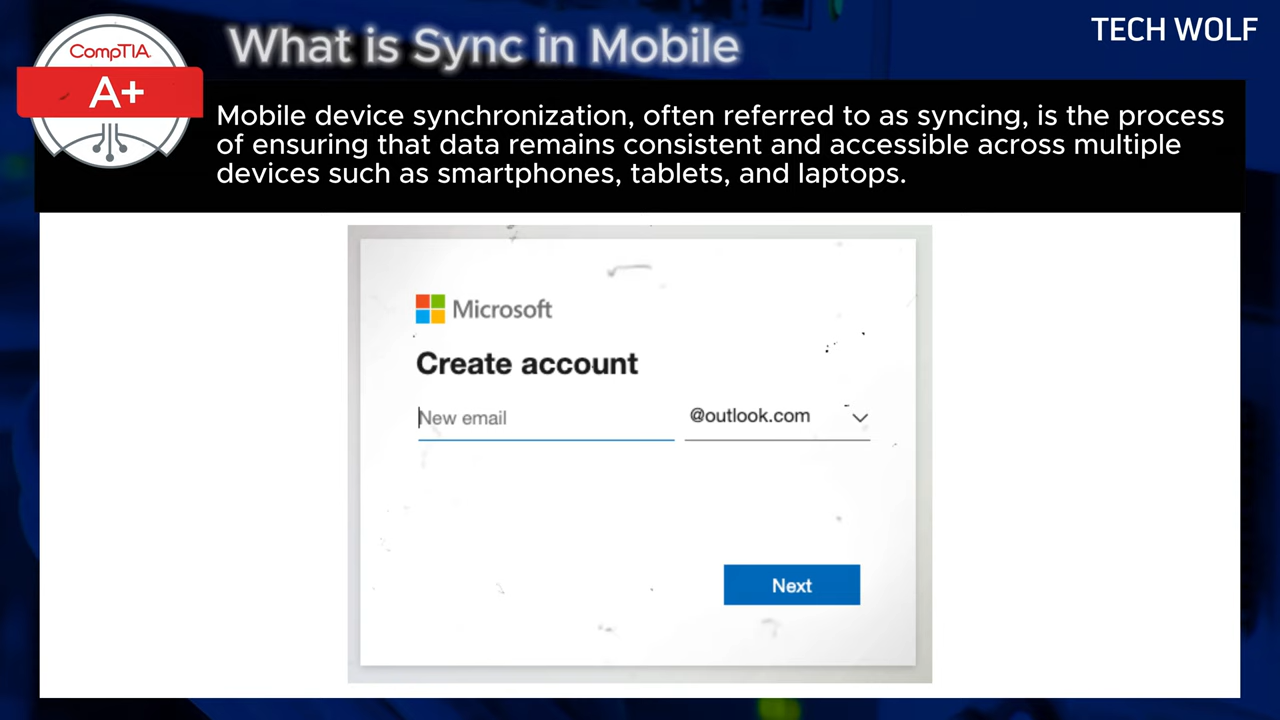 CompTIA.
A+
What is Sync in Mobile
TECH WOLF
Mobile device synchronization, often referred to as syncing, is the process
of ensuring that data remains consistent and accessible across multiple
devices such as smartphones, tablets, and laptops.
Microsoft
Create account
New email
@outlook.com
Next